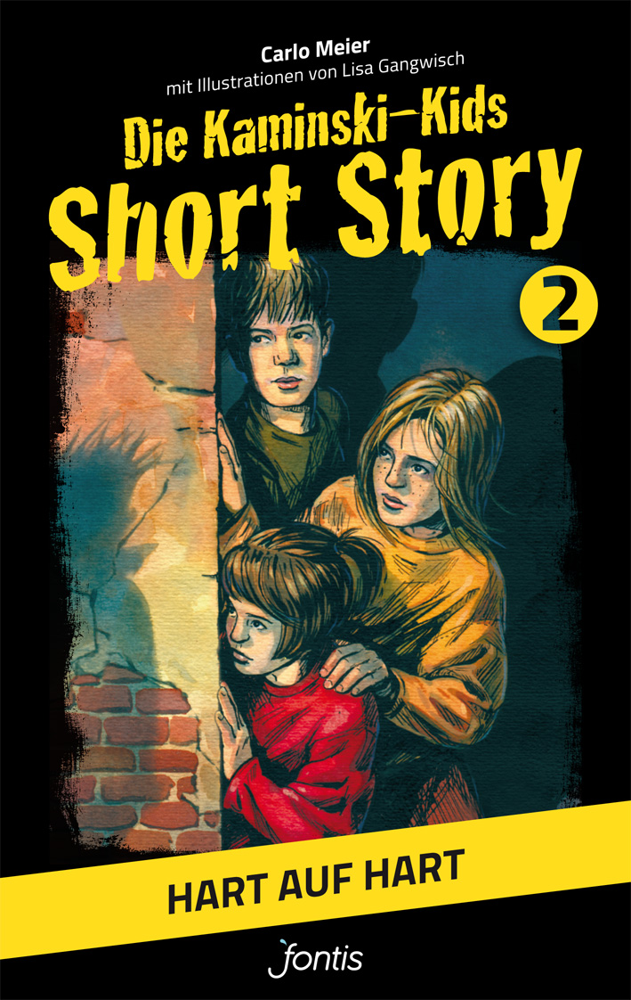 Carlo Meier
mit Illustrationen von Lisa Gangwisch
Die Kaminski-Kids
Short Story
2
HART AUF HART
fontis